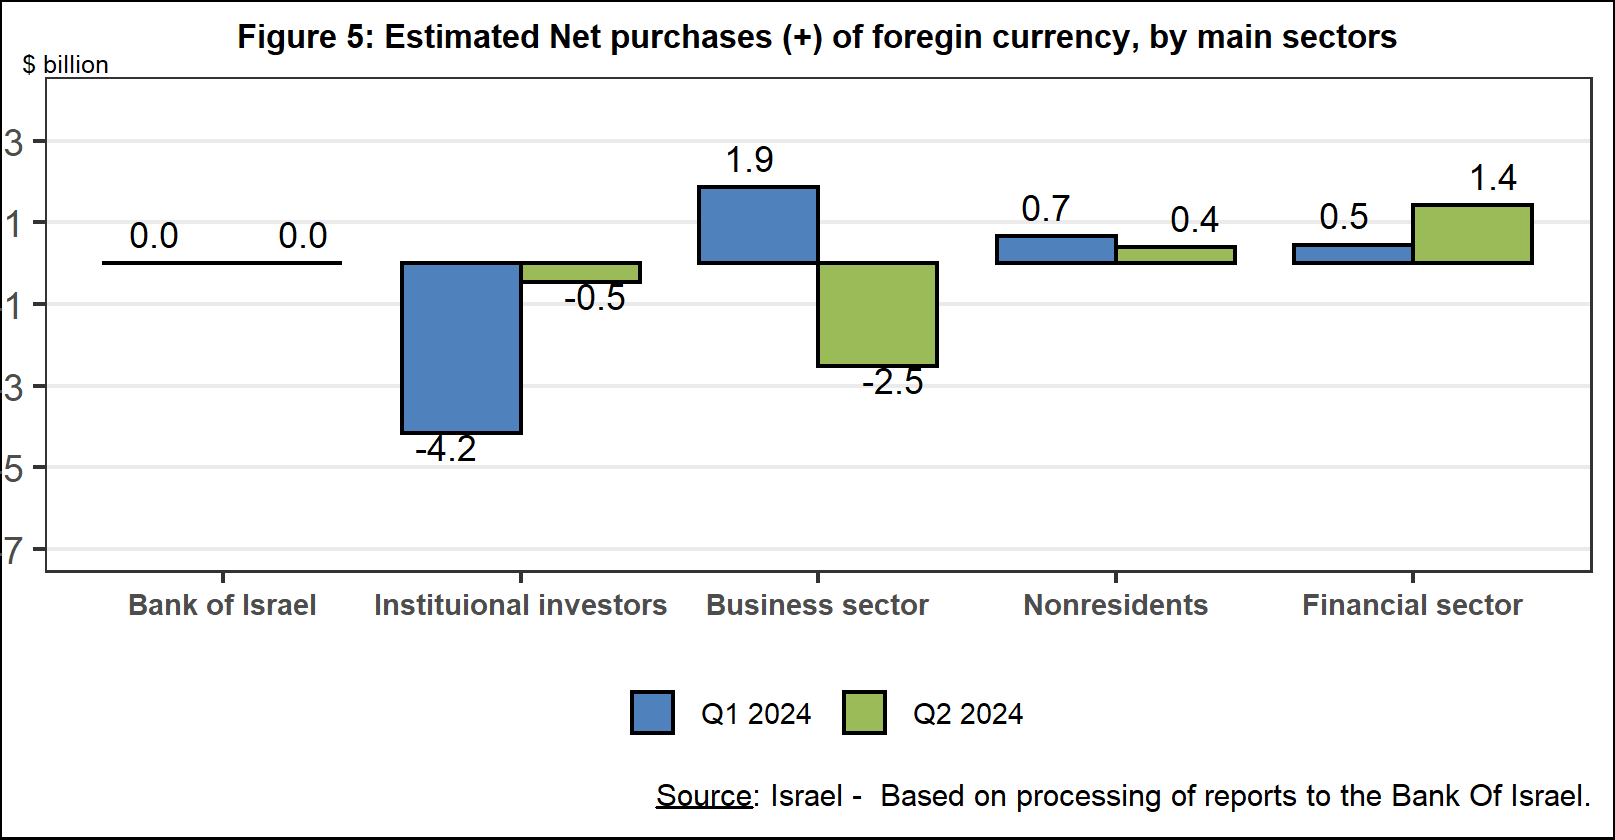 Figure 5: Estimated Net purchases (+) of foregin currency, by main sectors
$ billion
3
1
1
3
5
7
0.0 0.0
-4.2 -0.5
1.9 -2.5
0.7 0.4
0.5 1.4
Bank of Israel Instituional investors Business sector Nonresidents Financial sector
Q1 2024 Q2 2024
Source: Israel - Based on processing of reports to the Bank Of Israel.